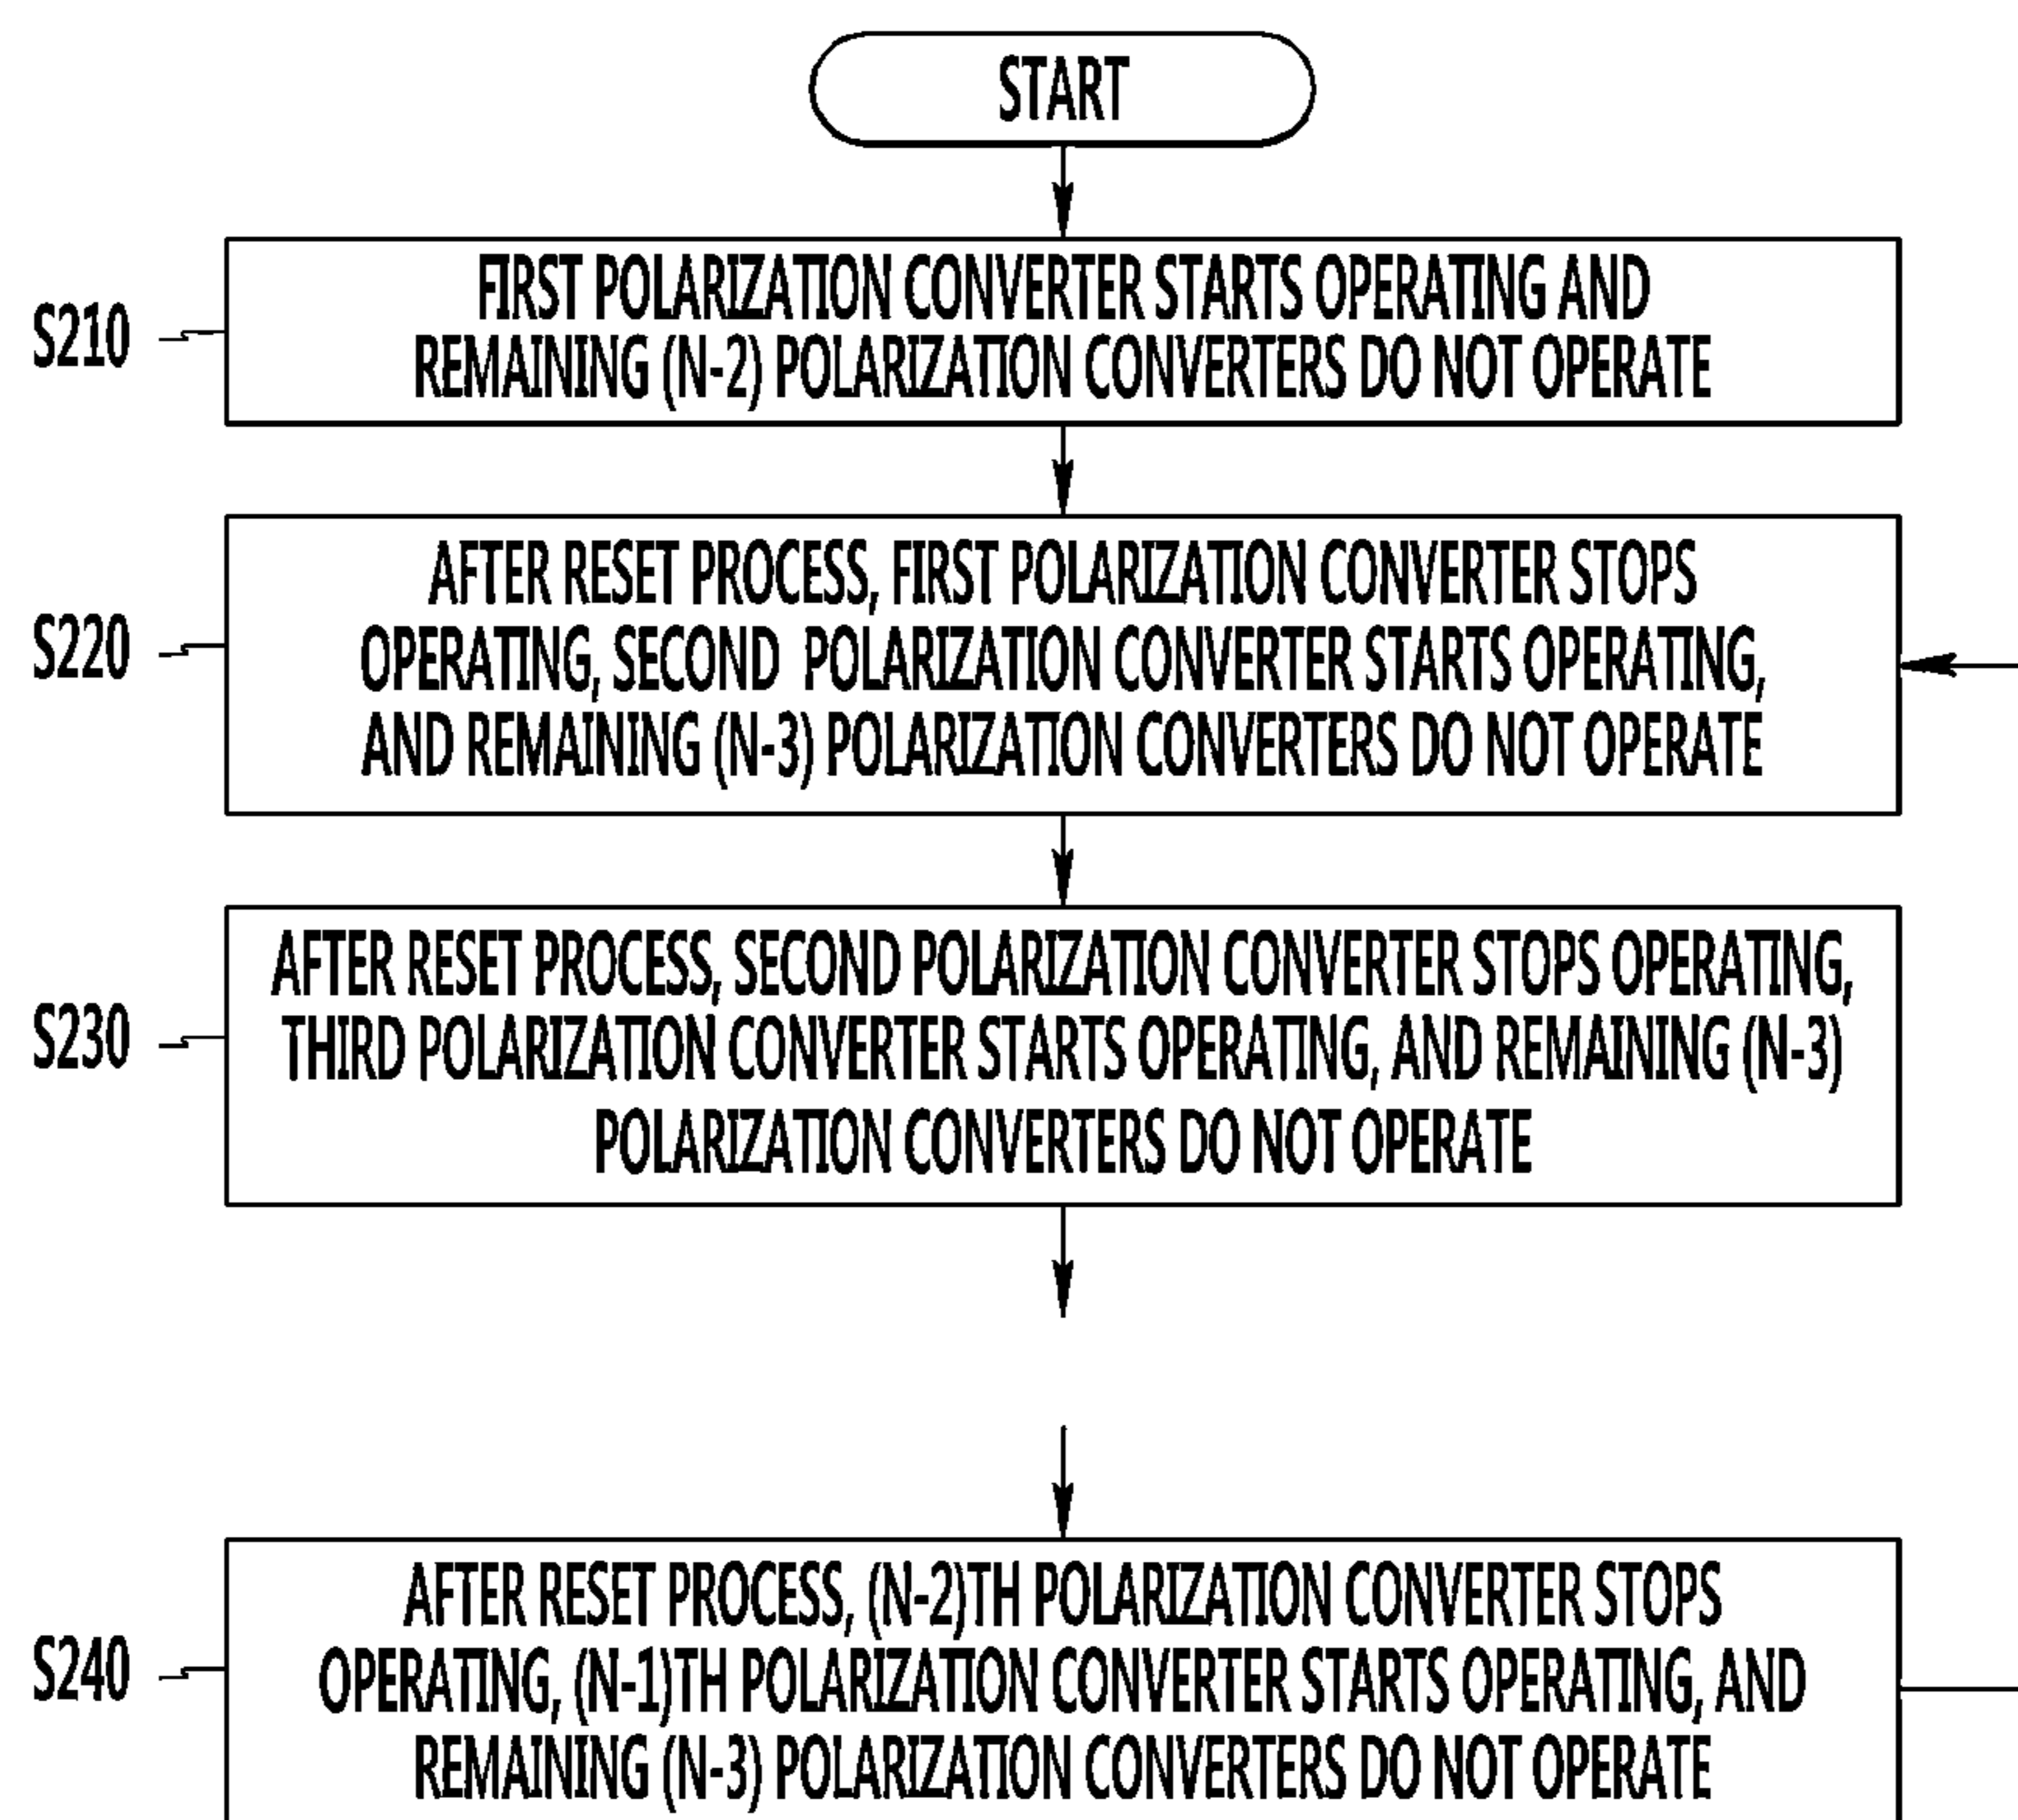 START
S210
FIRST POLARIZATION CONVERTER STARTS OPERATING AND
REMAINING (N-2) POLARIZATION CONVERTERS DO NOT OPERATE
S220
AFTER RESET PROCESS, FIRST POLARIZATION CONVERTER STOPS
OPERATING, SECOND POLARIZATION CONVERTER STARTS OPERATING,
AND REMAINING (N-3) POLARIZATION CONVERTERS DO NOT OPERATE
S230
AFTER RESET PROCESS, SECOND POLARIZATION CONVERTER STOPS OPERATING,
THIRD POLARIZATION CONVERTER STARTS OPERATING, AND REMAINING (N-3)
POLARIZATION CONVERTERS DO NOT OPERATE
S240
AFTER RESET PROCESS, (N-2)TH POLARIZATION CONVERTER STOPS
OPERATING, (N-1)TH POLARIZATION CONVERTER STARTS OPERATING, AND
REMAINING (N-3) POLARIZATION CONVERTERS DO NOT OPERATE